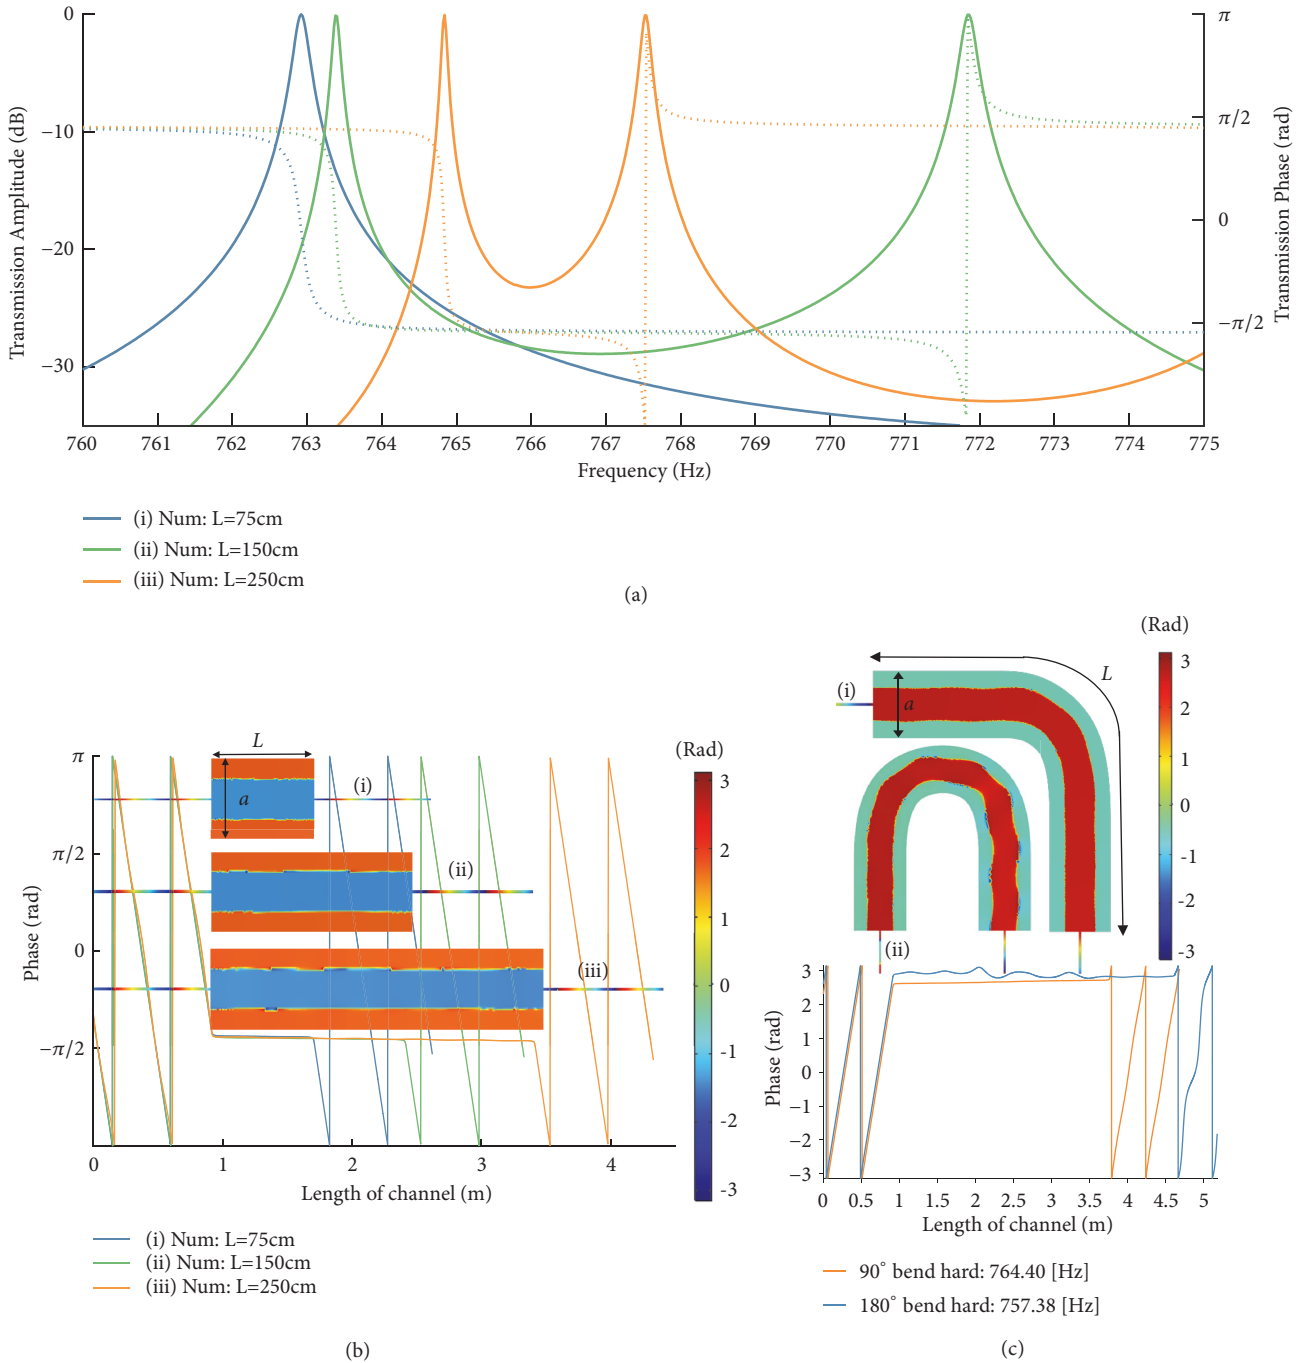 0
−10
−20
−30
Transmission Amplitude (dB)
π
π/2
0
−π/2
Transmission Phase (rad)
760 761 762 763 764 765 766 767 768 769 770 771 772 773 774 775
Frequency (Hz)
(i) Num: L=75cm
(ii) Num: L=150cm
(iii) Num: L=250cm
(a)
π
π/2
0
−π/2
Phase (rad)
L
a
(i)
(ii)
(iii)
0 1 2 3 4
Length of channel (m)
(Rad)
3
2
1
0
-1
-2
-3
(i) Num: L=75cm
(ii) Num: L=150cm
(iii) Num: L=250cm
(b)
(Rad)
3
2
1
0
-1
-2
-3
(i)
a
L
(ii)
3
2
1
0
−1
−2
−3
Phase (rad)
0 0.5 1 1.5 2 2.5 3 3.5 4 4.5 5
Length of channel (m)
90° bend hard: 764.40 [Hz]
180° bend hard: 757.38 [Hz]
(c)